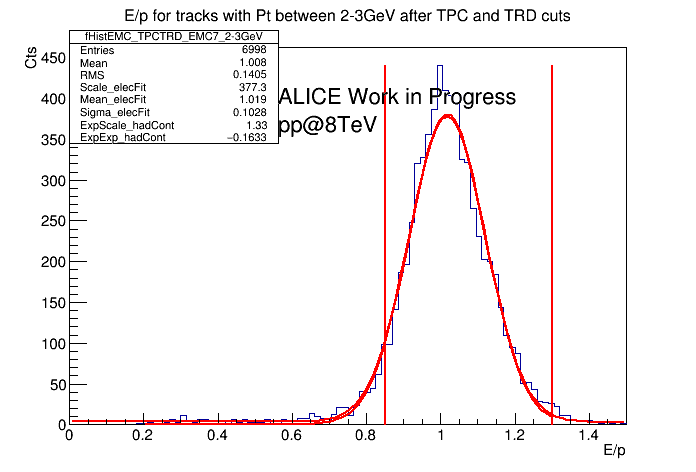 E/p for tracks with Pt between 2-3GeV after TPC and TRD cuts
fHistEMC_TPCTRD_EMC7_2-3GeV
Entries 6998
Mean 1.008
RMS 0.1405
Scale_elecFit 377.3
Mean_elecFit 1.019
Sigma_elecFit 0.1028
ExpScale_hadCont 1.33
ExpExp_hadCont −0.1633
ALICE Work in Progress
pp@8TeV
Cts
450
400
350
300
250
200
150
100
50
0
0 0.2 0.4 0.6 0.8 1 1.2 1.4
E/p